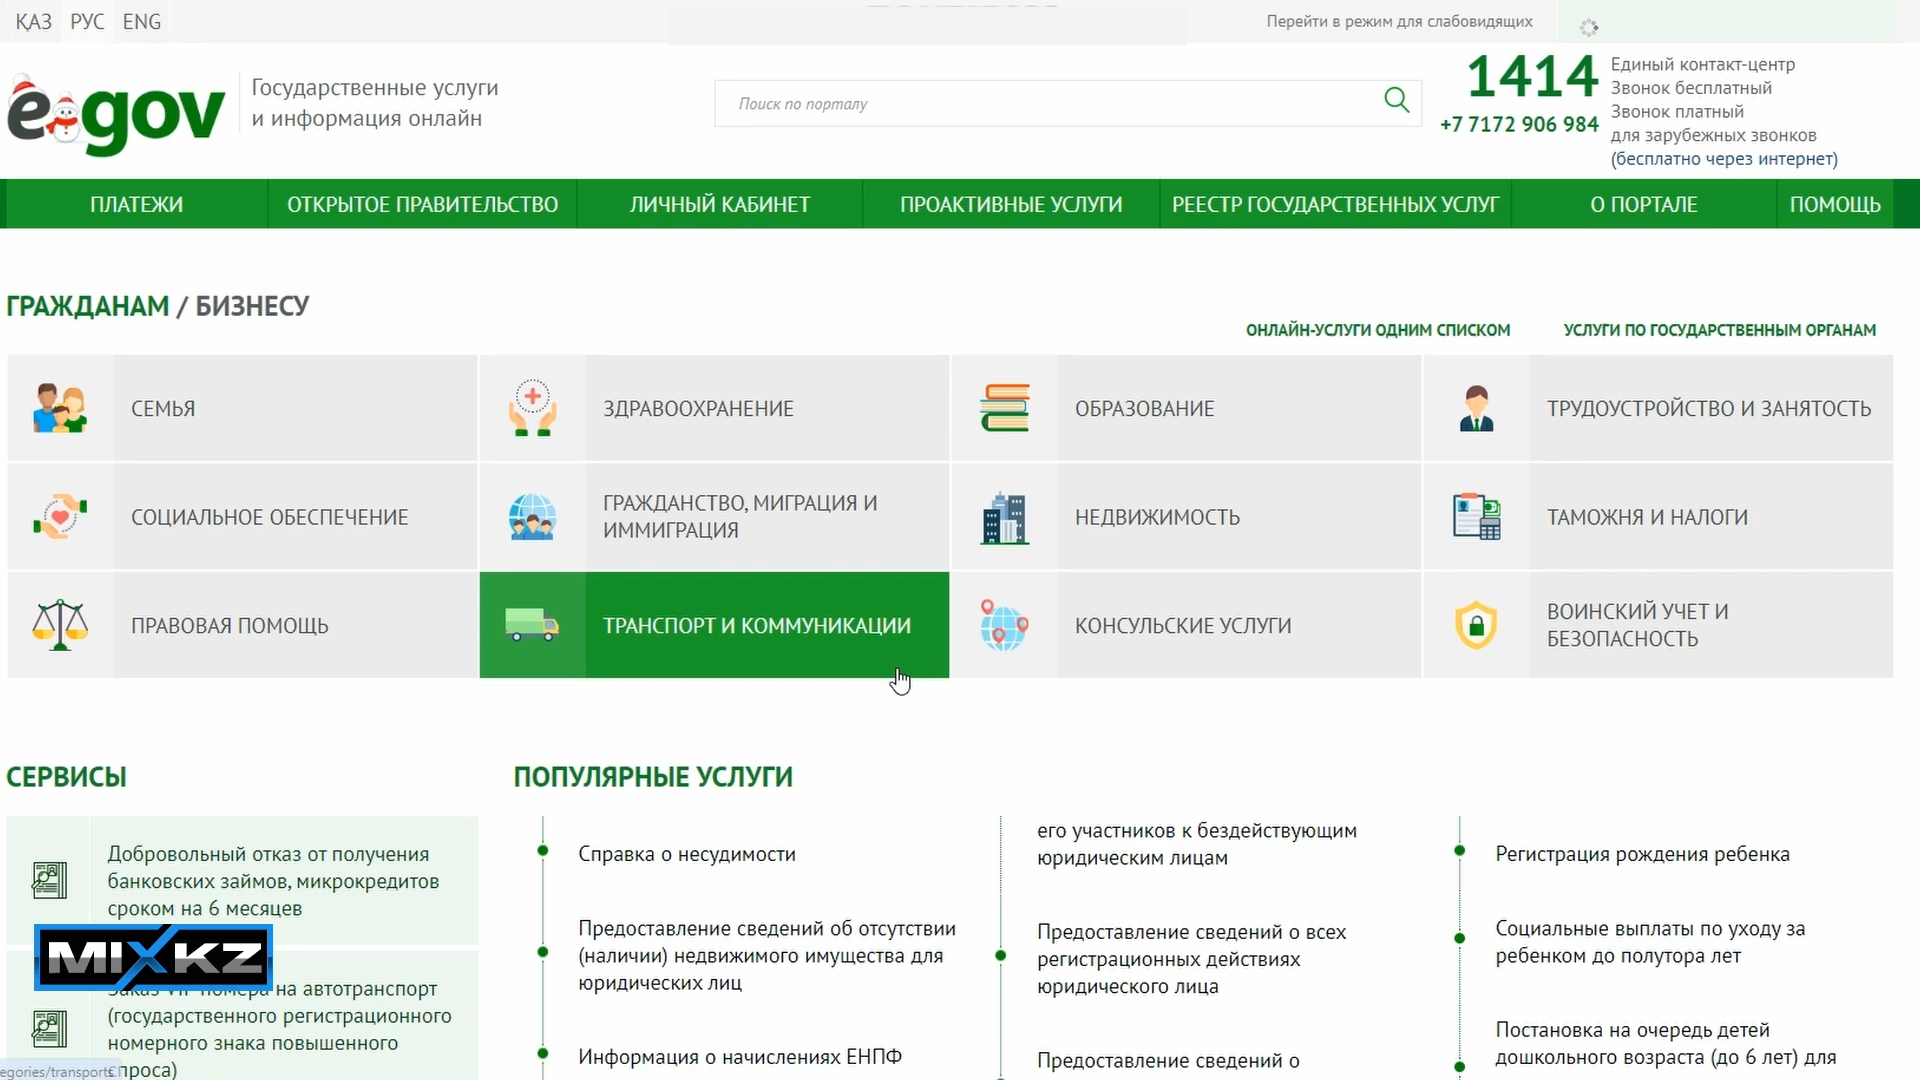 ҚАЗ РУС ENG
Перейти в режим для слабовидящих
e gov
Государственные услуги
и информация онлайн
Поиск по порталу
1414
+7 7172 906 984
Единый контакт-центр
Звонок бесплатный
Звонок платный
для зарубежных звонков
(бесплатно через интернет)
ПЛАТЕЖИ ОТКРЫТОЕ ПРАВИТЕЛЬСТВО ЛИЧНЫЙ КАБИНЕТ ПРОАКТИВНЫЕ УСЛУГИ РЕЕСТР ГОСУДАРСТВЕННЫХ УСЛУГ О ПОРТАЛЕ ПОМОЩЬ
ГРАЖДАНАМ / БИЗНЕСУ
ОНЛАЙН-УСЛУГИ ОДНИМ СПИСКОМ УСЛУГИ ПО ГОСУДАРСТВЕННЫМ ОРГАНАМ
СЕМЬЯ
ЗДРАВООХРАНЕНИЕ
ОБРАЗОВАНИЕ
ТРУДОУСТРОЙСТВО И ЗАНЯТОСТЬ
СОЦИАЛЬНОЕ ОБЕСПЕЧЕНИЕ
ГРАЖДАНСТВО, МИГРАЦИЯ И
ИММИГРАЦИЯ
НЕДВИЖИМОСТЬ
ТАМОЖНЯ И НАЛОГИ
ПРАВОВАЯ ПОМОЩЬ
ТРАНСПОРТ И КОММУНИКАЦИИ
КОНСУЛЬСКИЕ УСЛУГИ
ВОИНСКИЙ УЧЕТ И
БЕЗОПАСНОСТЬ
СЕРВИСЫ
Добровольный отказ от получения
банковских займов, микрокредитов
сроком на 6 месяцев
MIXKZ
на автотранспорт
(государственного регистрационного
номерного знака повышенного
проса)
egories/transport
ПОПУЛЯРНЫЕ УСЛУГИ
Справка о несудимости
Предоставление сведений об отсутствии
(наличии) недвижимого имущества для
юридических лиц
Информация о начислениях ЕНПФ
его участников к бездействующим
юридическим лицам
Предоставление сведений о всех
регистрационных действиях
юридического лица
Предоставление сведений о
Регистрация рождения ребенка
Социальные выплаты по уходу за
ребенком до полутора лет
Постановка на очередь детей
дошкольного возраста (до 6 лет) для